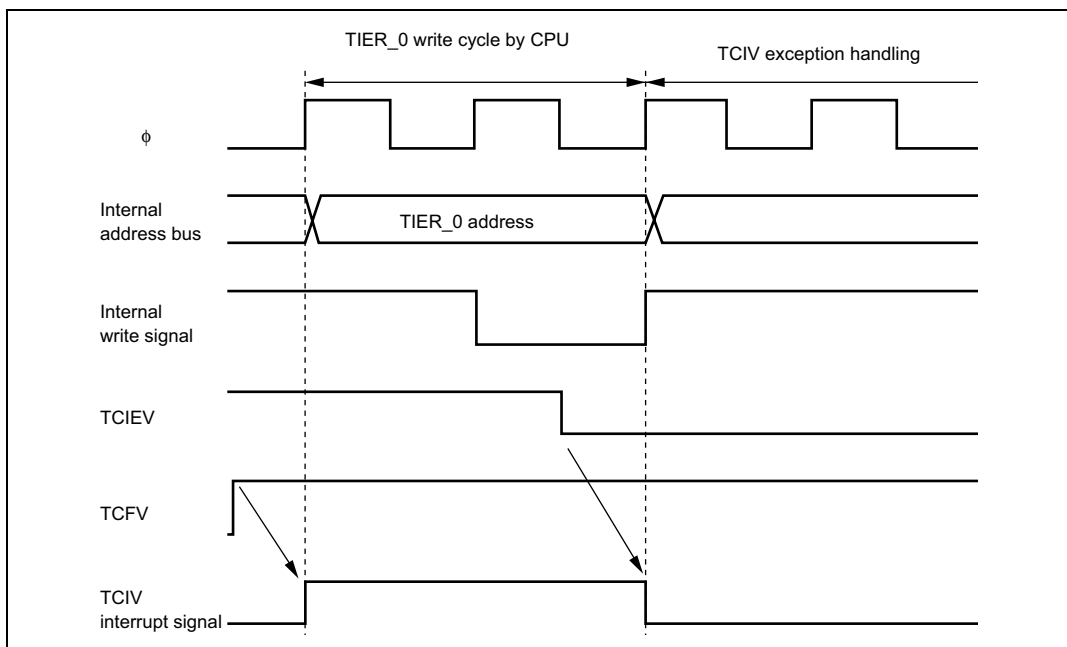 TIER_0 write cycle by CPU
TCIV exception handling
ϕ
Internal
address bus
TIER_0 address
Internal
write signal
TCIEV
TCFV
TCIV
interrupt signal